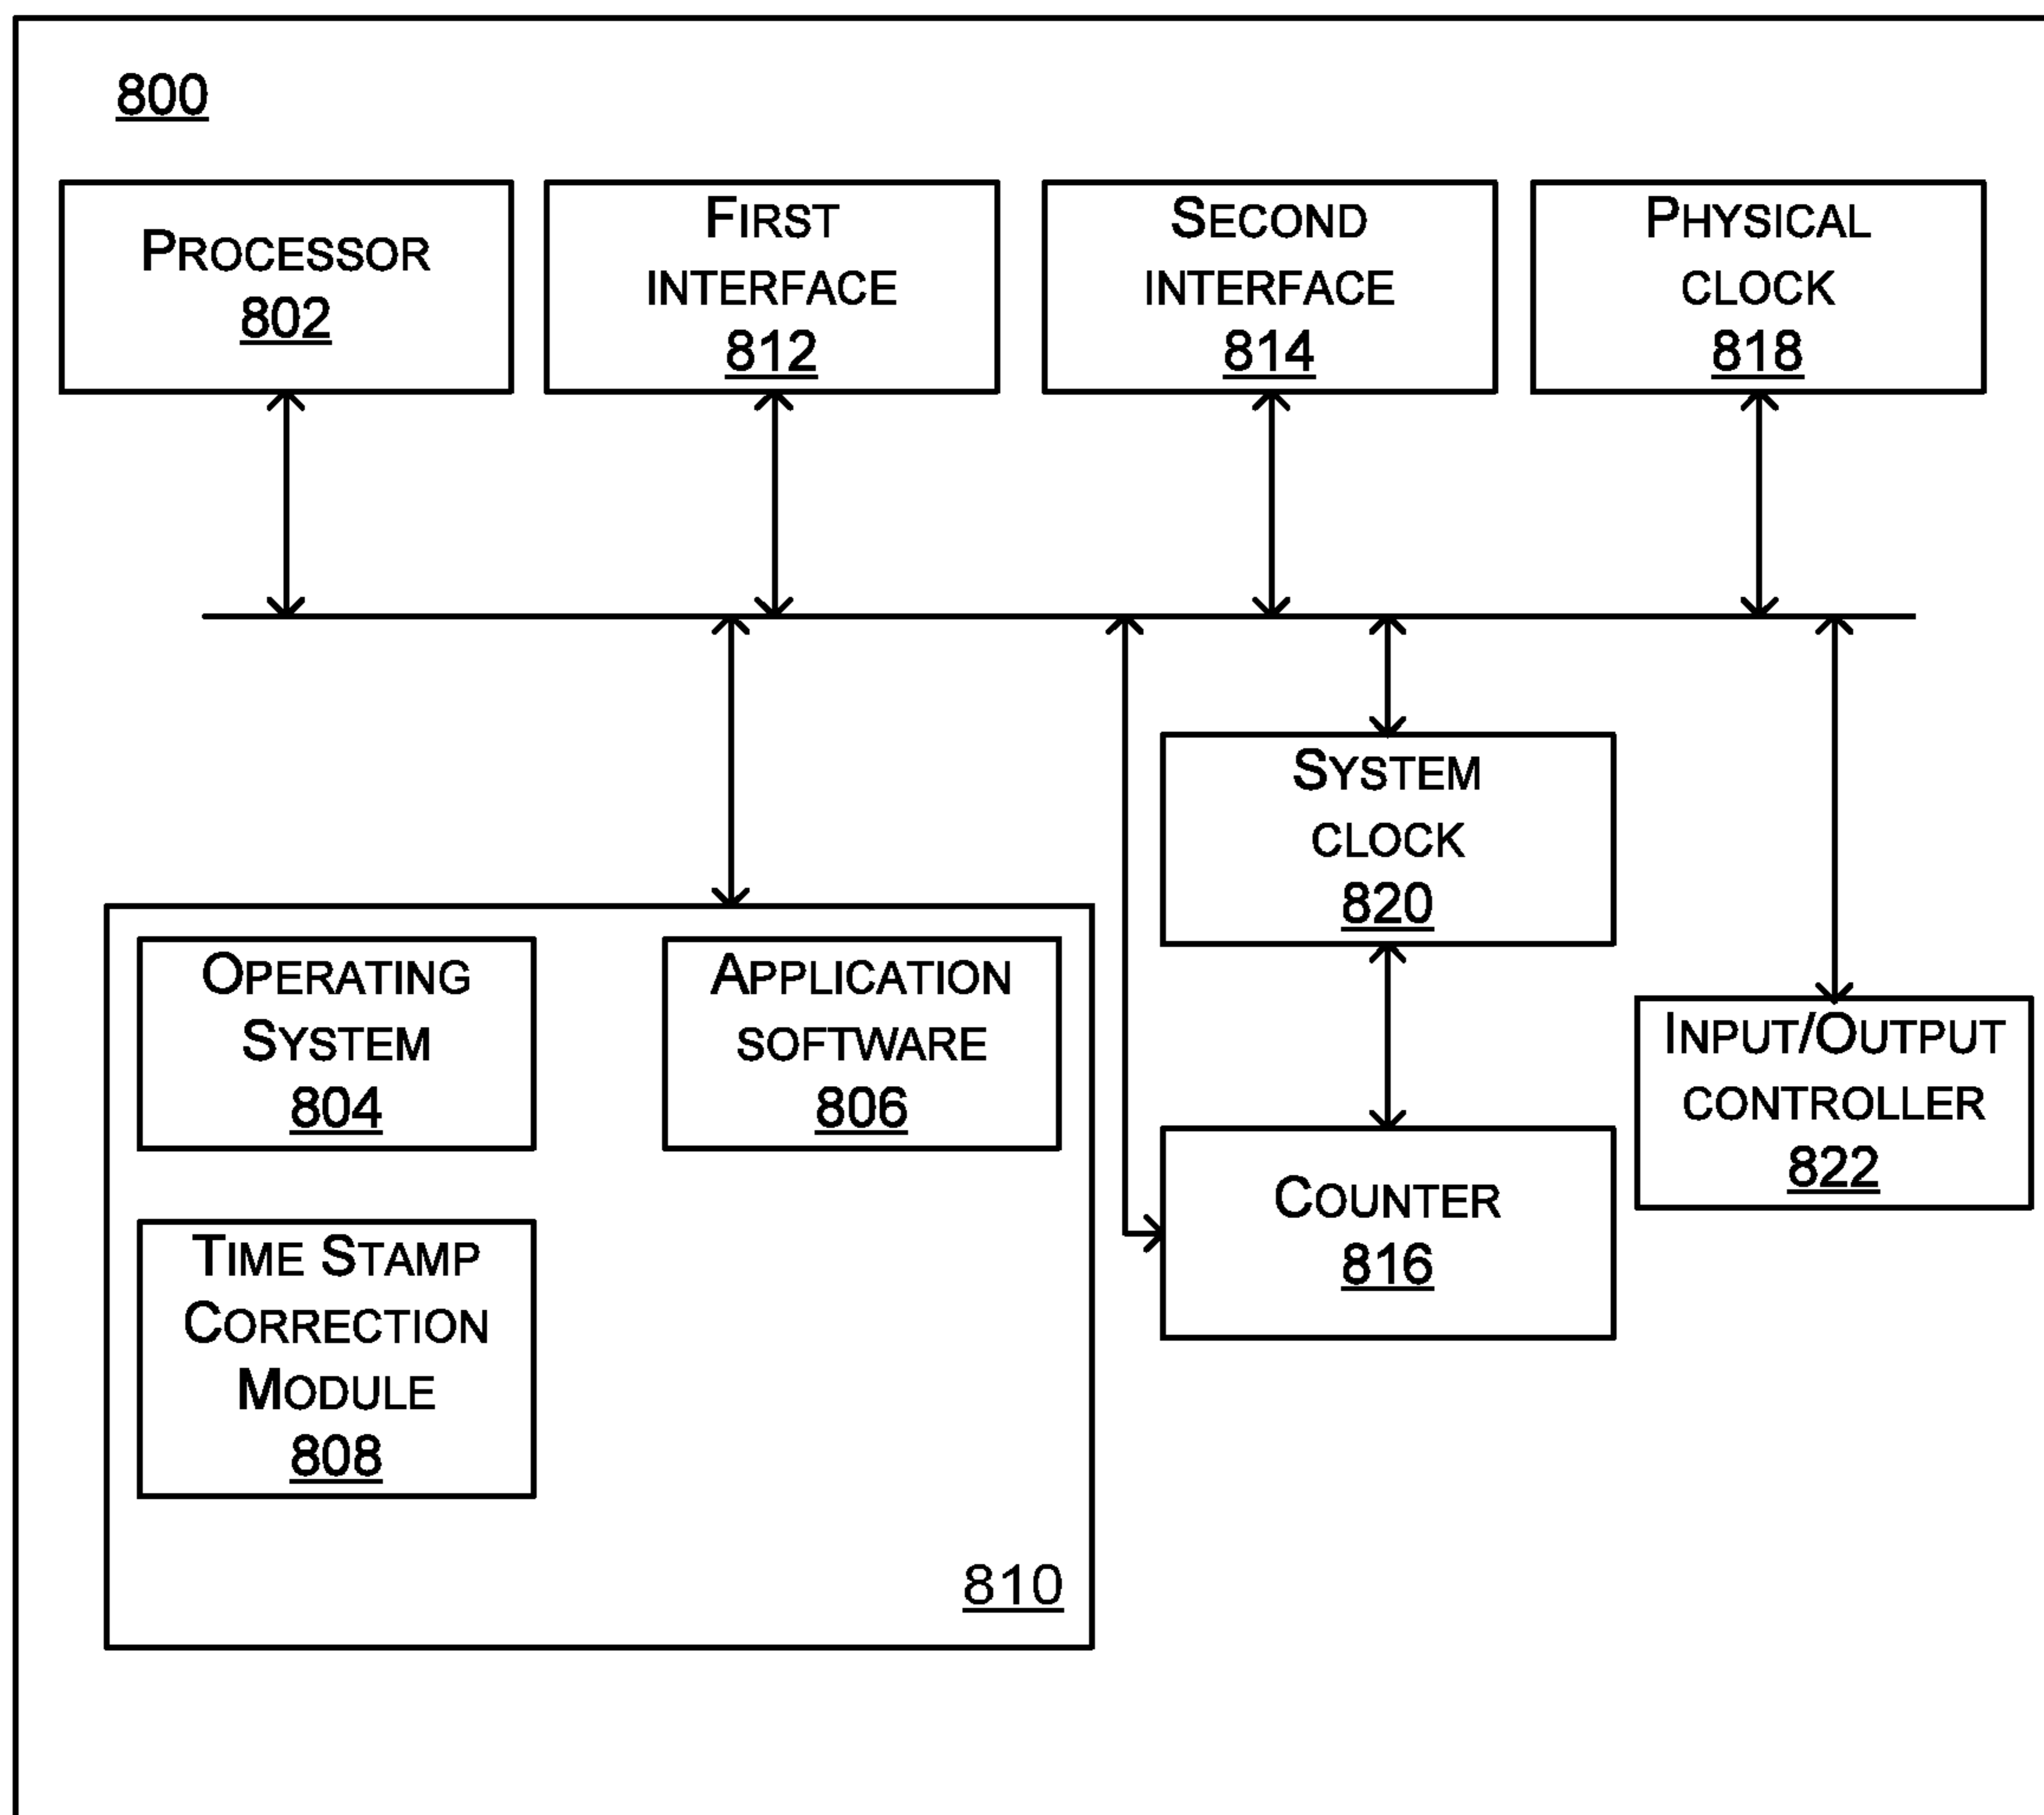 800
PROCESSOR
802
FIRST
INTERFACE
812
SECOND
INTERFACE
814
PHYSICAL
CLOCK
818
SYSTEM
CLOCK
820
OPERATING
SYSTEM
804
APPLICATION
SOFTWARE
806
INPUT/OUTPUT
CONTROLLER
822
COUNTER
816
TIME STAMP
CORRECTION
MODULE
808
810